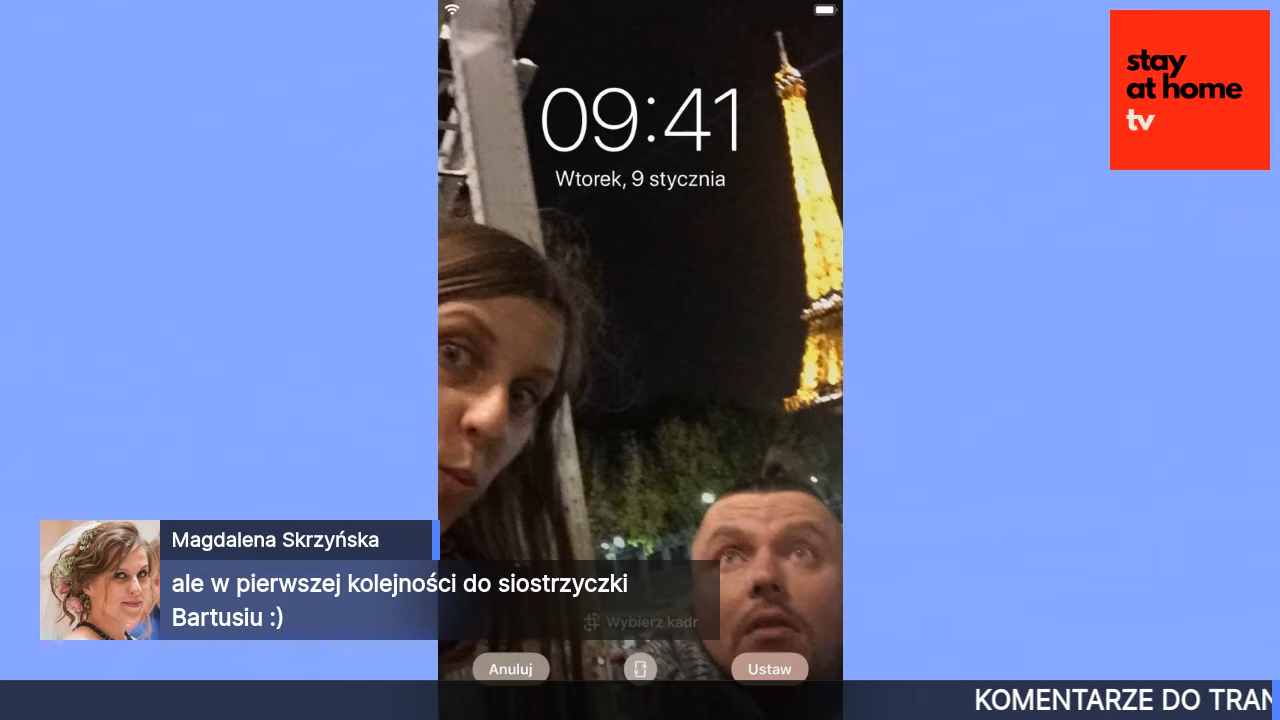 09:41
Wtorek, 9 stycznia
stay
at home
tv
Magdalena Skrzyńska
ale w pierwszej kolejności do siostrzyczki
Bartusiu :)
Wybierz kadr
Anuluj
Ustaw
KOMENTARZE DO TRAN